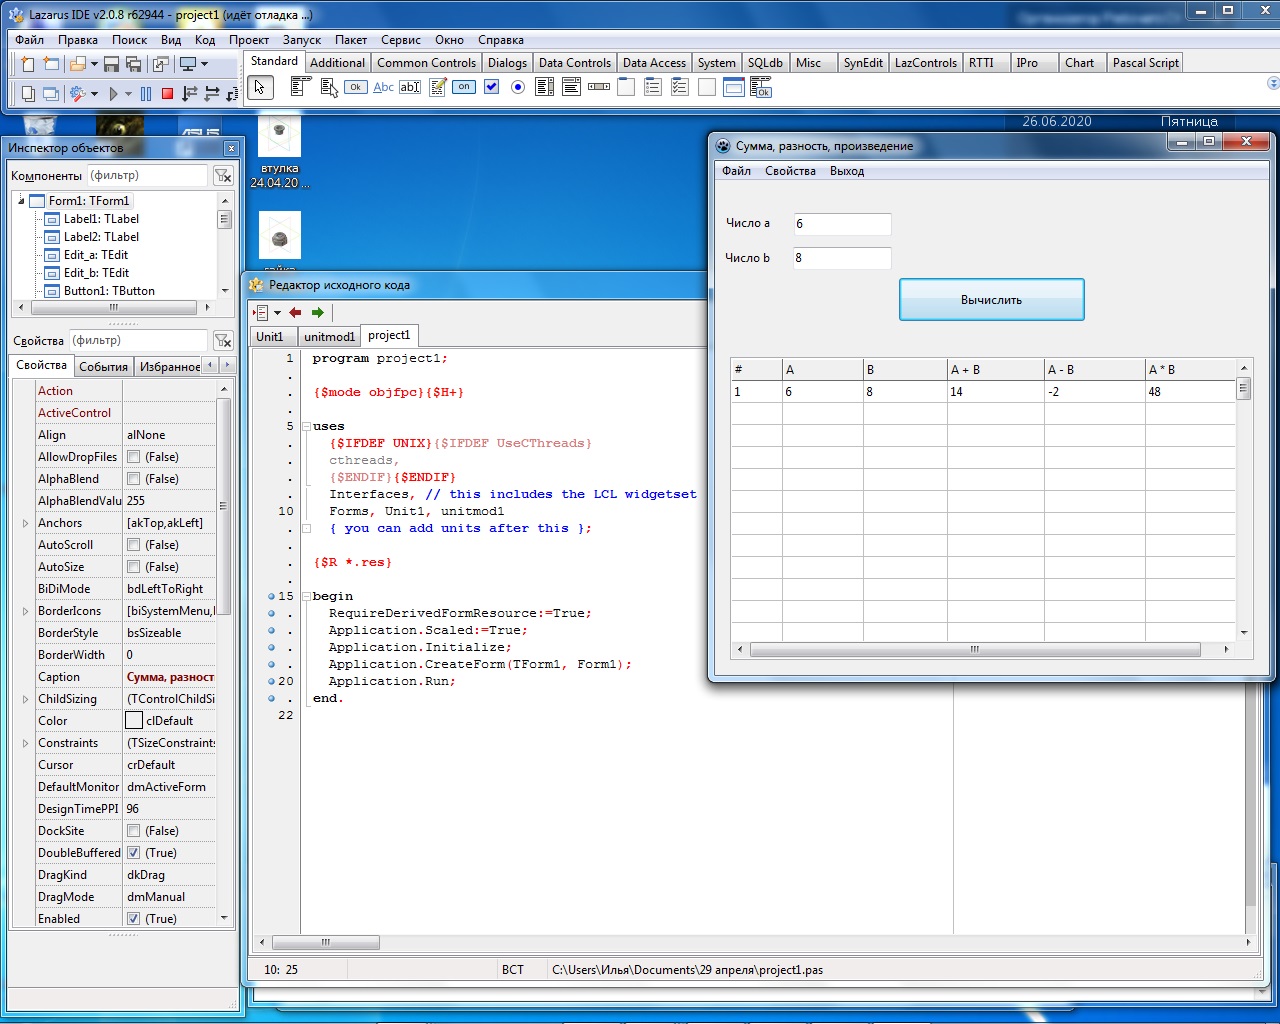 Lazarus IDE v2.0.8 r62944 - project1 (идёт отладка ...)
Файл Правка Поиск Вид Код Проект Запуск Пакет Сервис Окно Справка
Standard Additional Common Controls Dialogs Data Controls Data Access System SQLdb Misc SynEdit LazControls RTTI IPro Chart Pascal Script
Ok Abc abI on Ok
26.06.2020 Пятница
ASUS
втулка
24.04.20 ...
гайка
Инспектор объектов
Компоненты (фильтр)
Form1: TForm1
Label1: TLabel
Label2: TLabel
Edit_a: TEdit
Edit_b: TEdit
Button1: TButton
Свойства (фильтр)
Свойства События Избранное
Action
ActiveControl
Align alNone
AllowDropFiles (False)
AlphaBlend (False)
AlphaBlendValu 255
Anchors [akTop,akLeft]
AutoScroll (False)
AutoSize (False)
BiDiMode bdLeftToRight
BorderIcons [biSystemMenu,
BorderStyle bsSizeable
BorderWidth 0
Caption Сумма, разност
ChildSizing (TControlChildSi
Color clDefault
Constraints (TSizeConstraints
Cursor crDefault
DefaultMonitor dmActiveForm
DesignTimePPI 96
DockSite (False)
DoubleBuffered (True)
DragKind dkDrag
DragMode dmManual
Enabled (True)
Редактор исходного кода
Unit1 unitmod1 project1
1 program project1;
.
. {$mode objfpc}{$H+}
.
5 uses
. {$IFDEF UNIX}{$IFDEF UseCThreads}
. cthreads,
. {$ENDIF}{$ENDIF}
. Interfaces, // this includes the LCL widgetset
10 Forms, Unit1, unitmod1
. { you can add units after this };
.
. {$R *.res}
.
15 begin
. RequireDerivedFormResource:=True;
. Application.Scaled:=True;
. Application.Initialize;
. Application.CreateForm(TForm1, Form1);
20 Application.Run;
. end.
22
10: 25 ВСТ C:\Users\Илья\Documents\29 апреля\project1.pas
Сумма, разность, произведение
Файл Свойства Выход
Число a 6
Число b 8
Вычислить
# A B A + B A - B A * B
1 6 8 14 -2 48